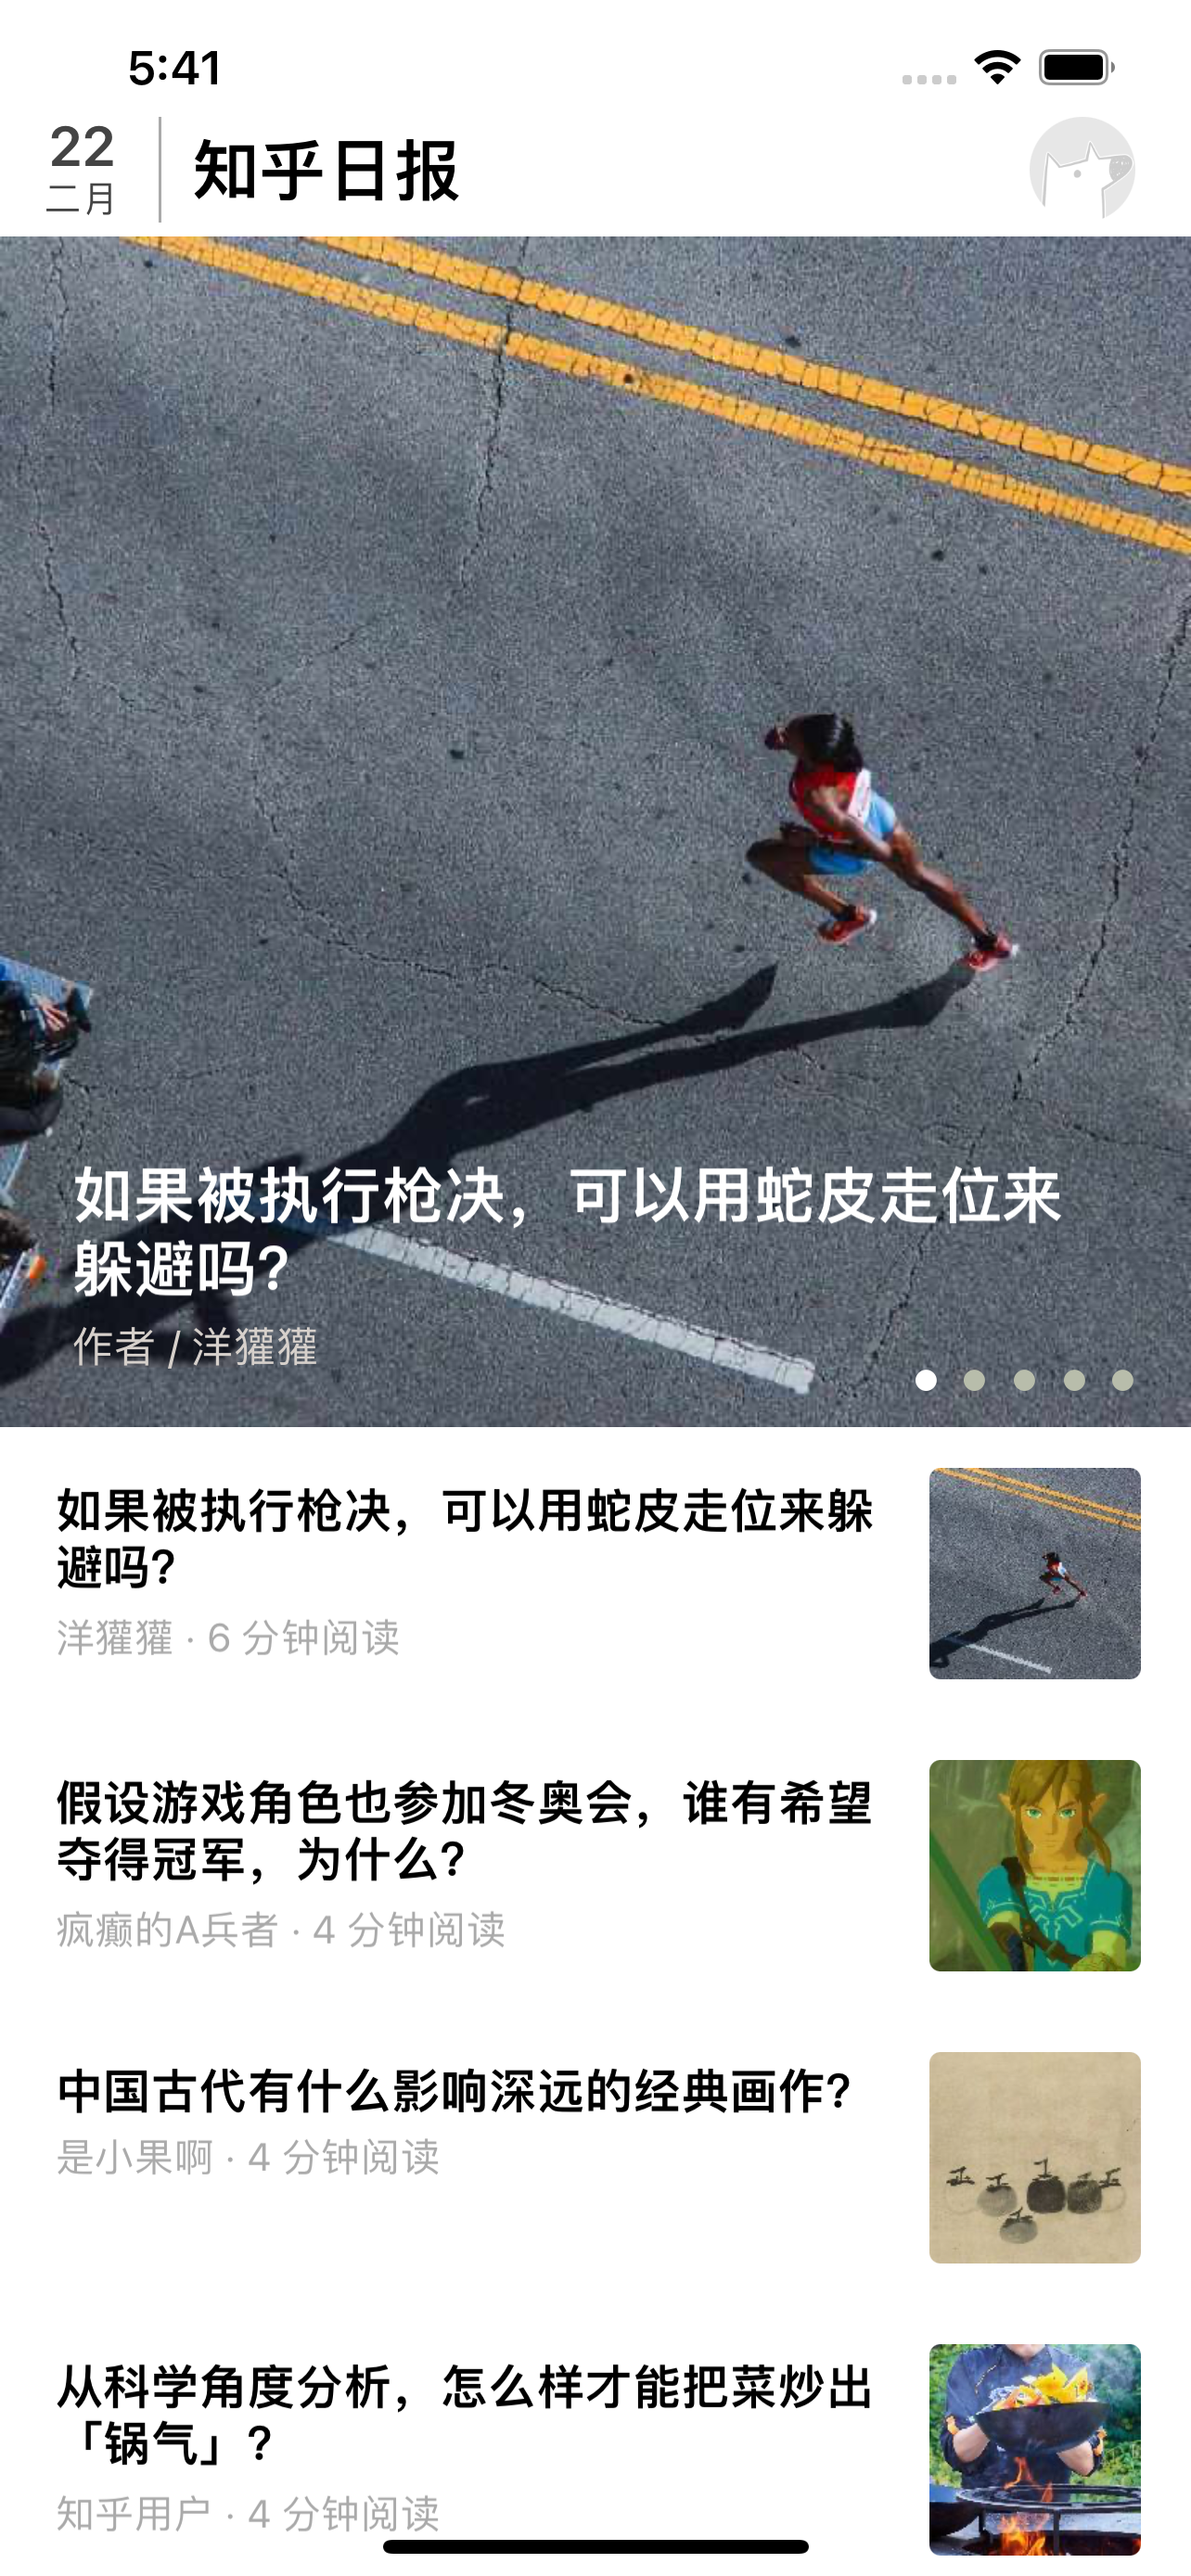 5:41
22
二月
知乎日报
如果被执行枪决，可以用蛇皮走位来
躲避吗?
作者 / 洋獾獾
如果被执行枪决，可以用蛇皮走位来躲
避吗?
洋獾獾 · 6 分钟阅读
假设游戏角色也参加冬奥会，谁有希望
夺得冠军，为什么?
疯癫的A兵者 · 4 分钟阅读
中国古代有什么影响深远的经典画作?
是小果啊 · 4 分钟阅读
从科学角度分析，怎么样才能把菜炒出
「锅气」?
知乎用户 · 4 分钟阅读